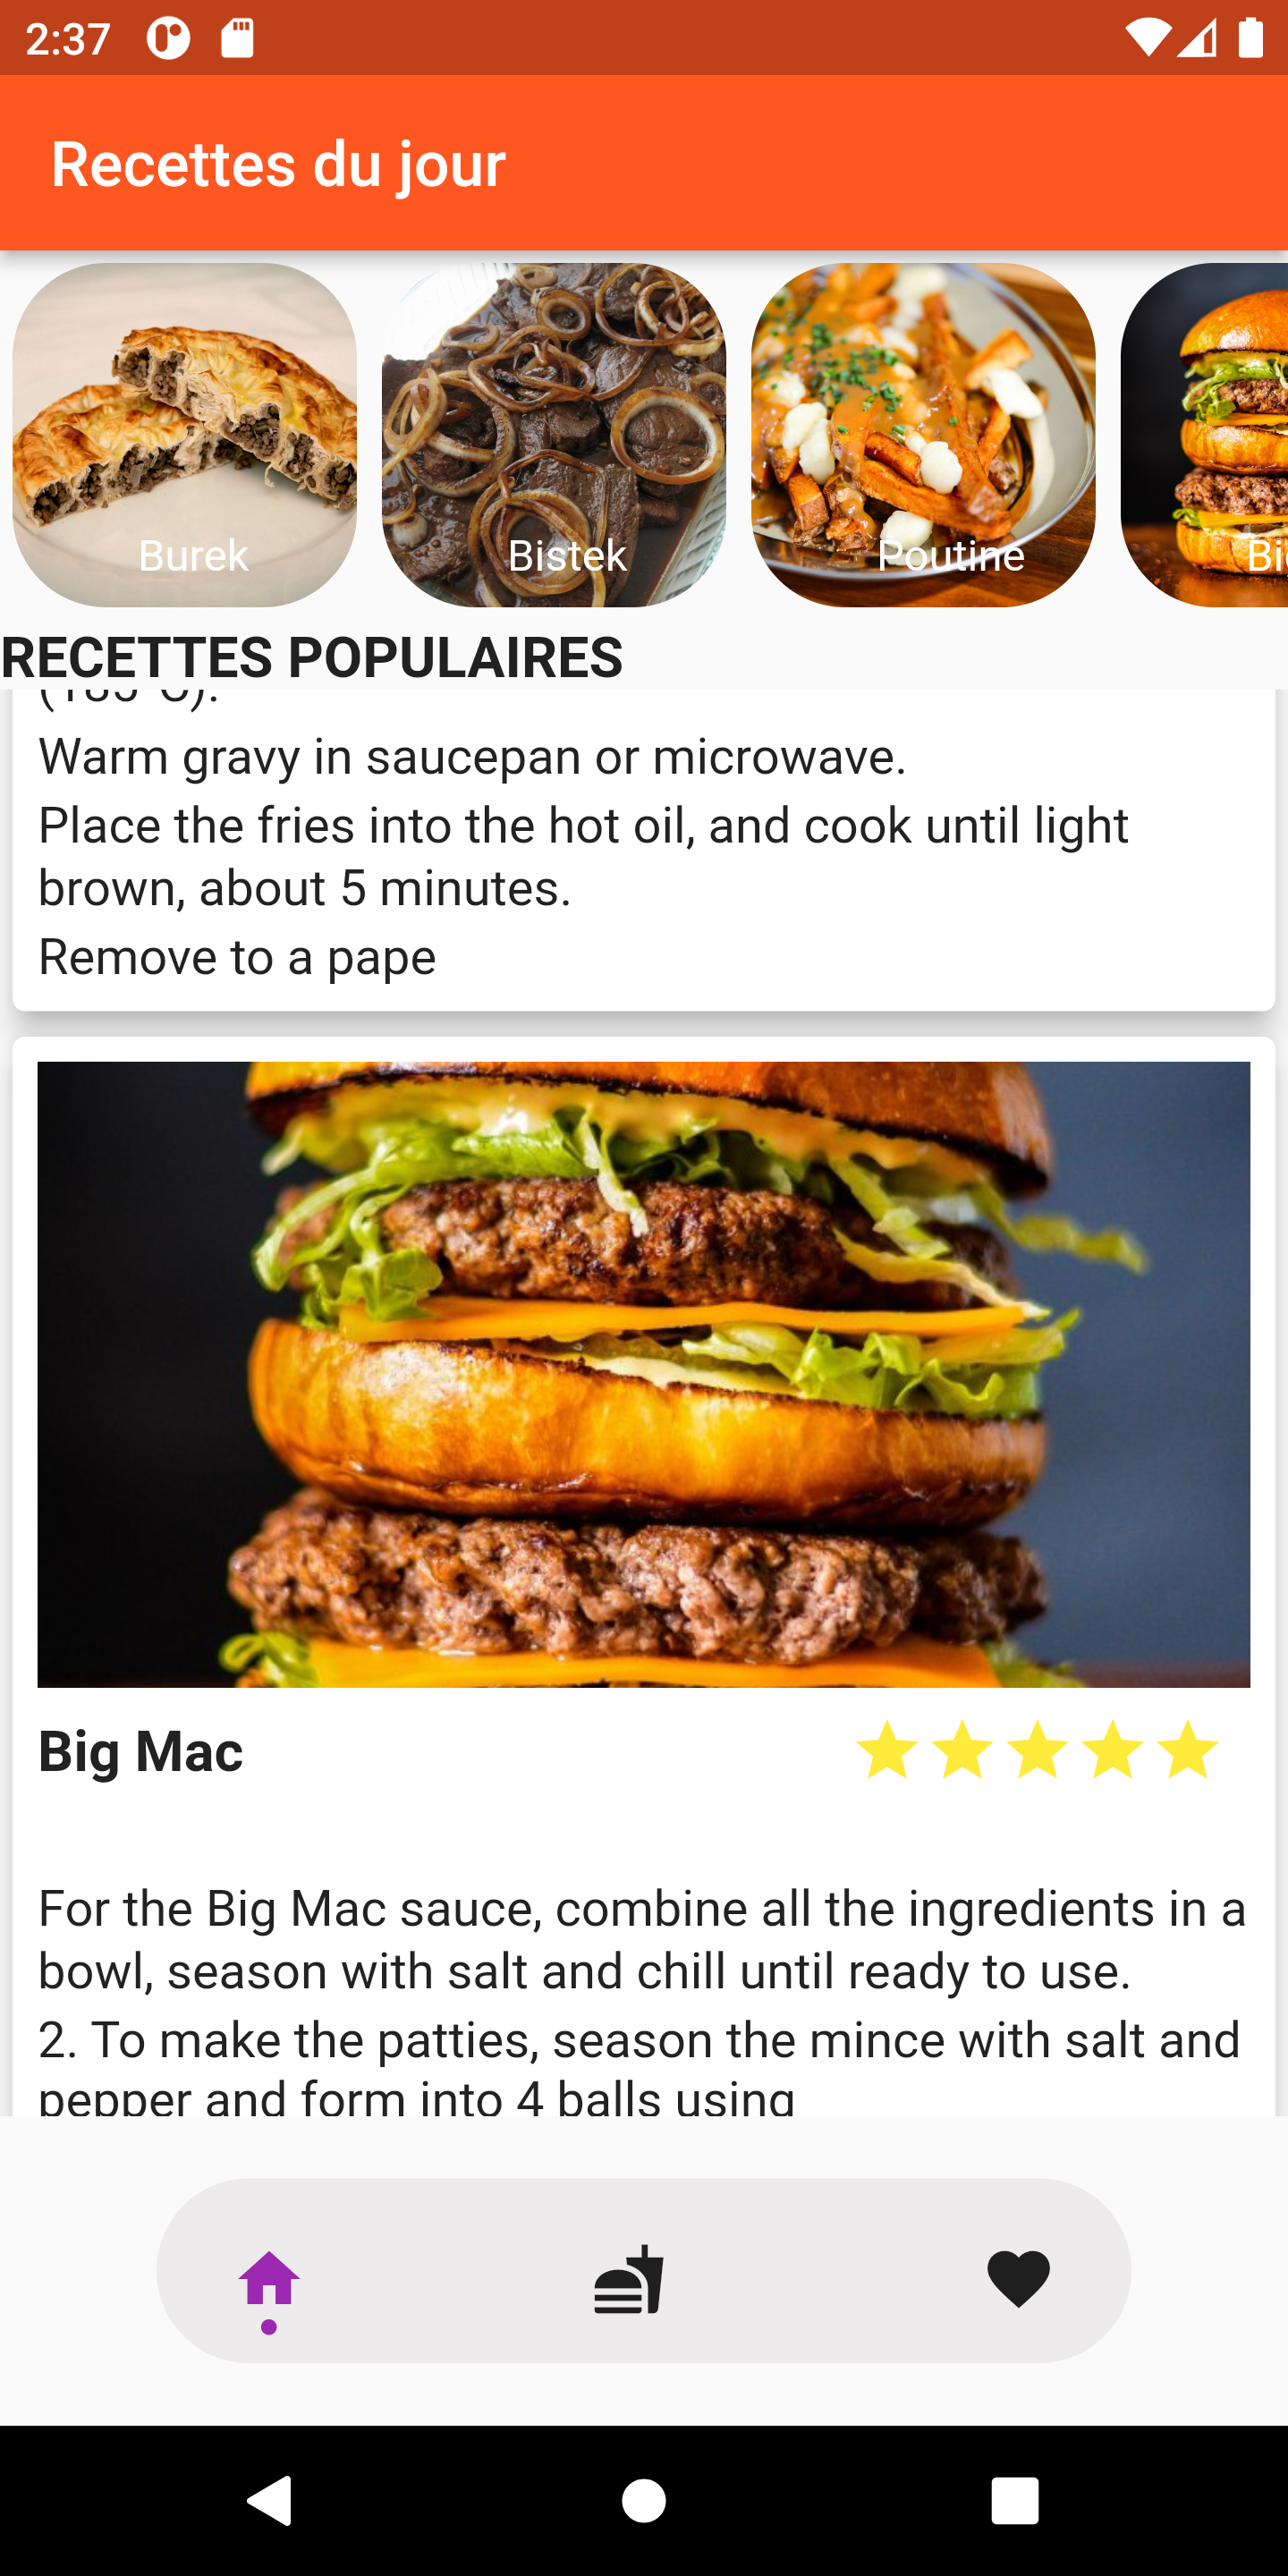 2:37
Recettes du jour
Burek
Bistek
Poutine
RECETTES POPULAIRES
Warm gravy in saucepan or microwave.
Place the fries into the hot oil, and cook until light
brown, about 5 minutes.
Remove to a pape
Big Mac
For the Big Mac sauce, combine all the ingredients in a
bowl, season with salt and chill until ready to use.
2. To make the patties, season the mince with salt and
pepper and form into 4 balls using